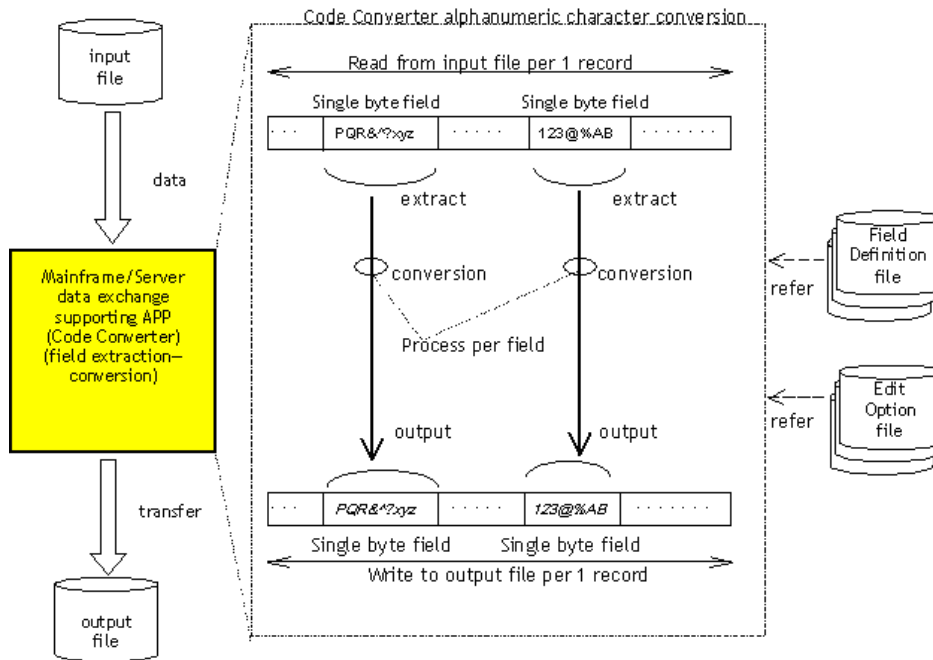 Code Converter alphanumeric character conversion
input
file
data
Mainframe/Server
data exchange
supporting APP
(Code Converter)
(field extraction—
conversion)
transfer
output
file
Read from input file per 1 record
Single byte field Single byte field
· · · PQR&^?xyz · · · · · 123@%AB · · · · · · ·
extract extract
conversion conversion
Process per field
output output
· · · PQR&^?xyz · · · · · 123@%AB · · · · · · ·
Single byte field Single byte field
Write to output file per 1 record
Field
Definition
file
refer
Edit
Option
file
refer